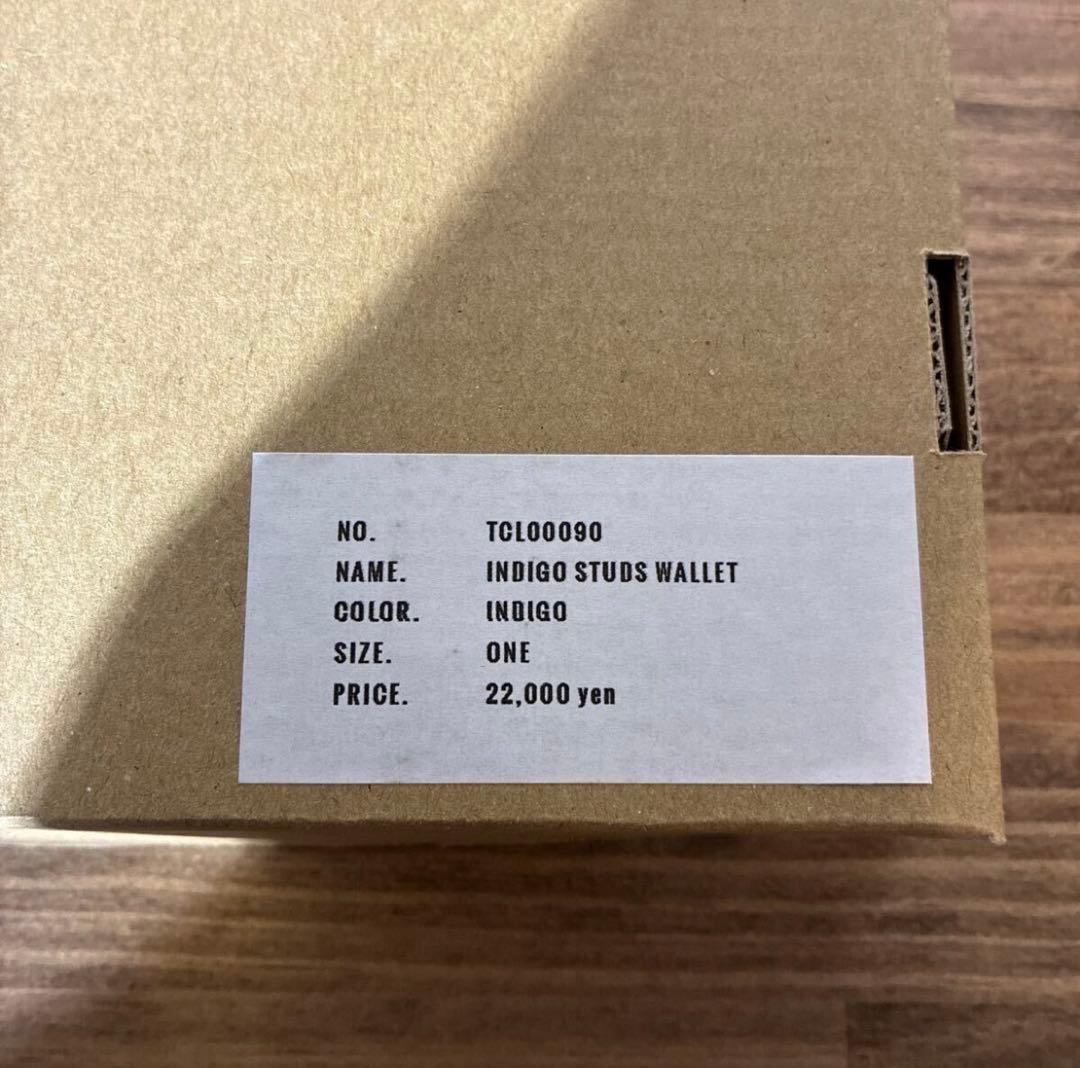 NO. TCL00090
NAME. INDIGO STUDS WALLET
COLOR. INDIGO
SIZE. ONE
PRICE. 22,000 yen